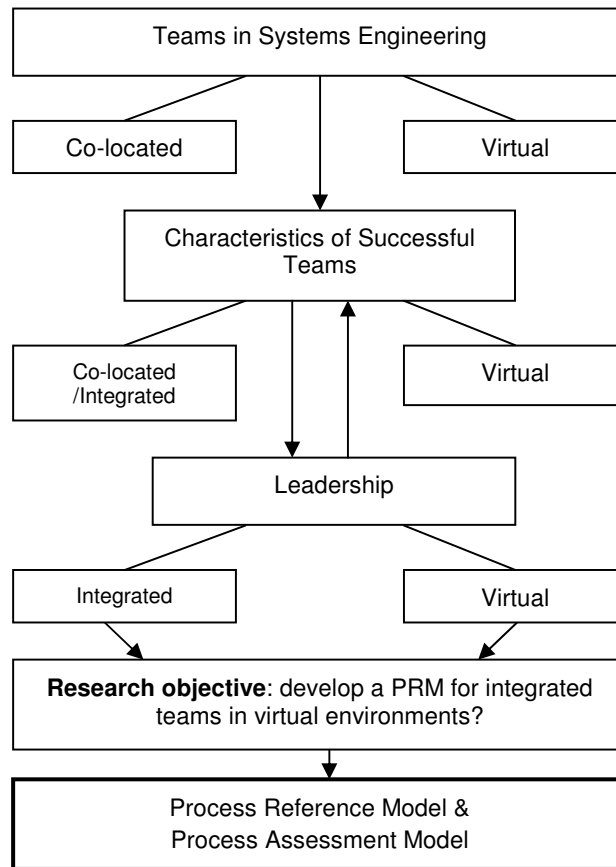 Teams in Systems Engineering
Co-located
Virtual
Characteristics of Successful
Teams
Co-located
/Integrated
Virtual
Leadership
Integrated
Virtual
Research objective: develop a PRM for integrated
teams in virtual environments?
Process Reference Model &
Process Assessment Model